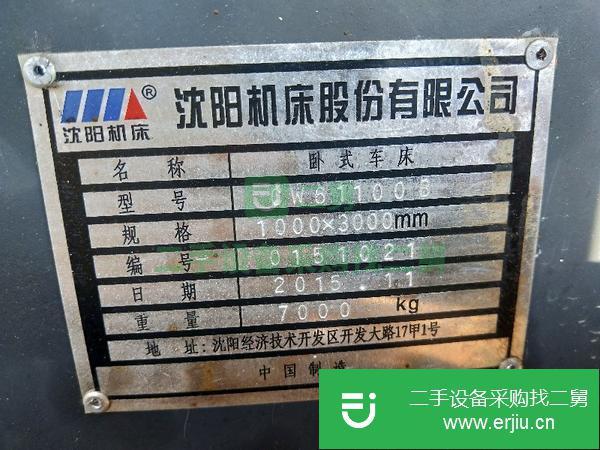 沈阳机床®
沈阳机床股份有限公司
名称 卧式车床
型号 W61100B
规格 1000×3000mm
编号 0151021
日期 2015.11
重量 7000 kg
地址:沈阳经济技术开发区开发大路17甲1号
中国制造
二手设备采购找二舅
www.erjiu.cn